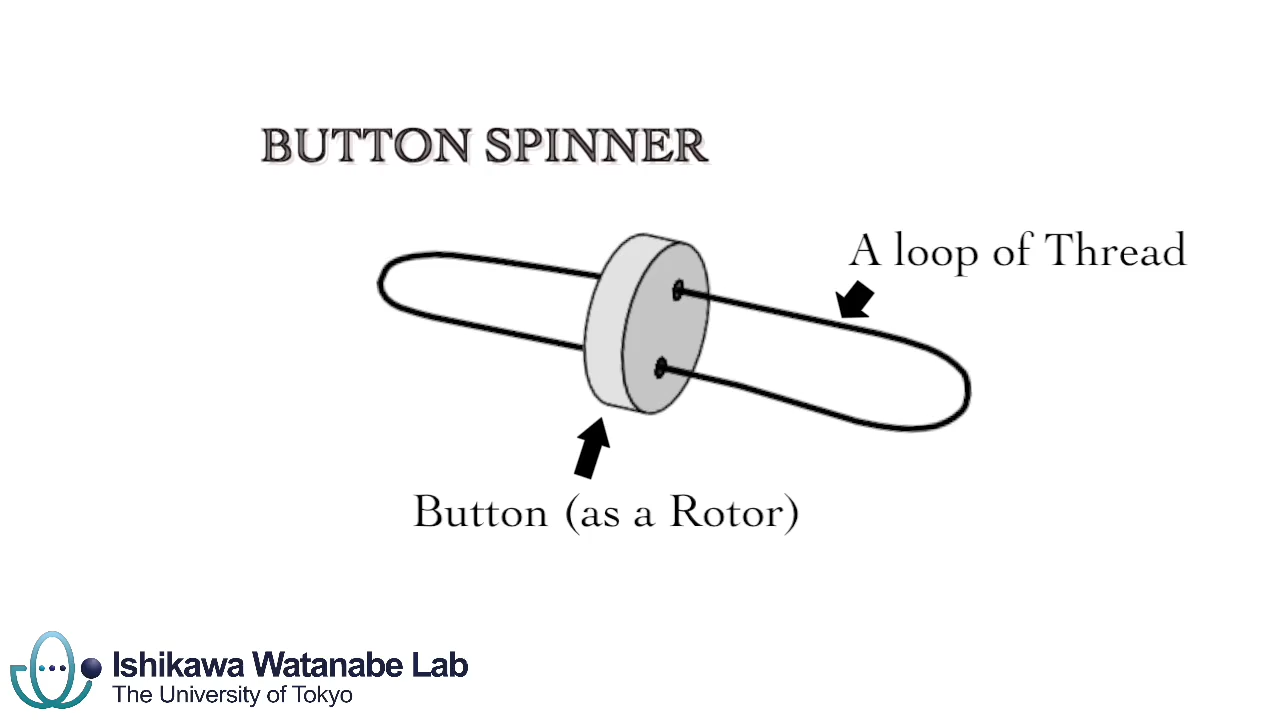 BUTTON SPINNER
A loop of Thread
Button (as a Rotor)
Ishikawa Watanabe Lab
The University of Tokyo